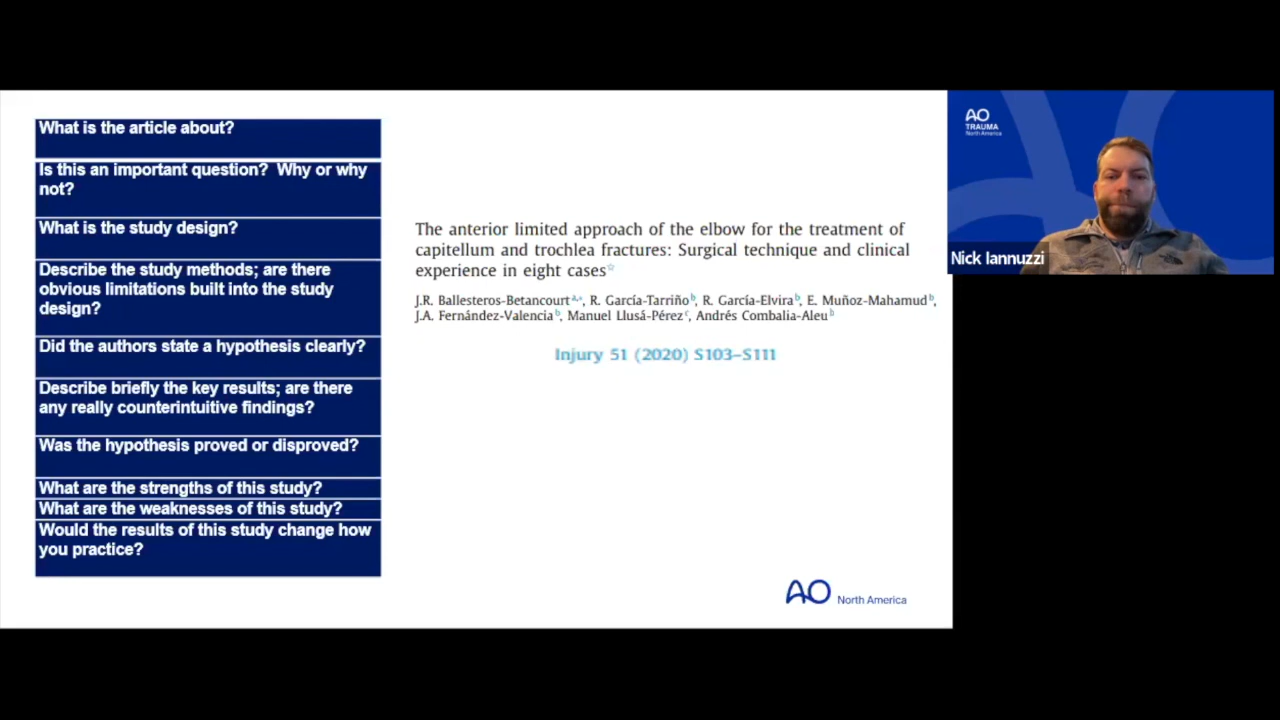 What is the article about?
Is this an important question?  Why or why
not?
What is the study design?
Describe the study methods; are there
obvious limitations built into the study
design?
Did the authors state a hypothesis clearly?
Describe briefly the key results; are there
any really counterintuitive findings?
Was the hypothesis proved or disproved?
What are the strengths of this study?
What are the weaknesses of this study?
Would the results of this study change how
you practice?
The anterior limited approach of the elbow for the treatment of
capitellum and trochlea fractures: Surgical technique and clinical
experience in eight cases☆
J.R. Ballesteros-Betancourt a,*, R. García-Tarriño b, R. García-Elvira b, E. Muñoz-Mahamud b,
J.A. Fernández-Valencia b, Manuel Llusá-Pérez c, Andrés Combalia-Aleu b
Injury 51 (2020) S103–S111
AO North America
AO
TRAUMA
North America
Nick Iannuzzi